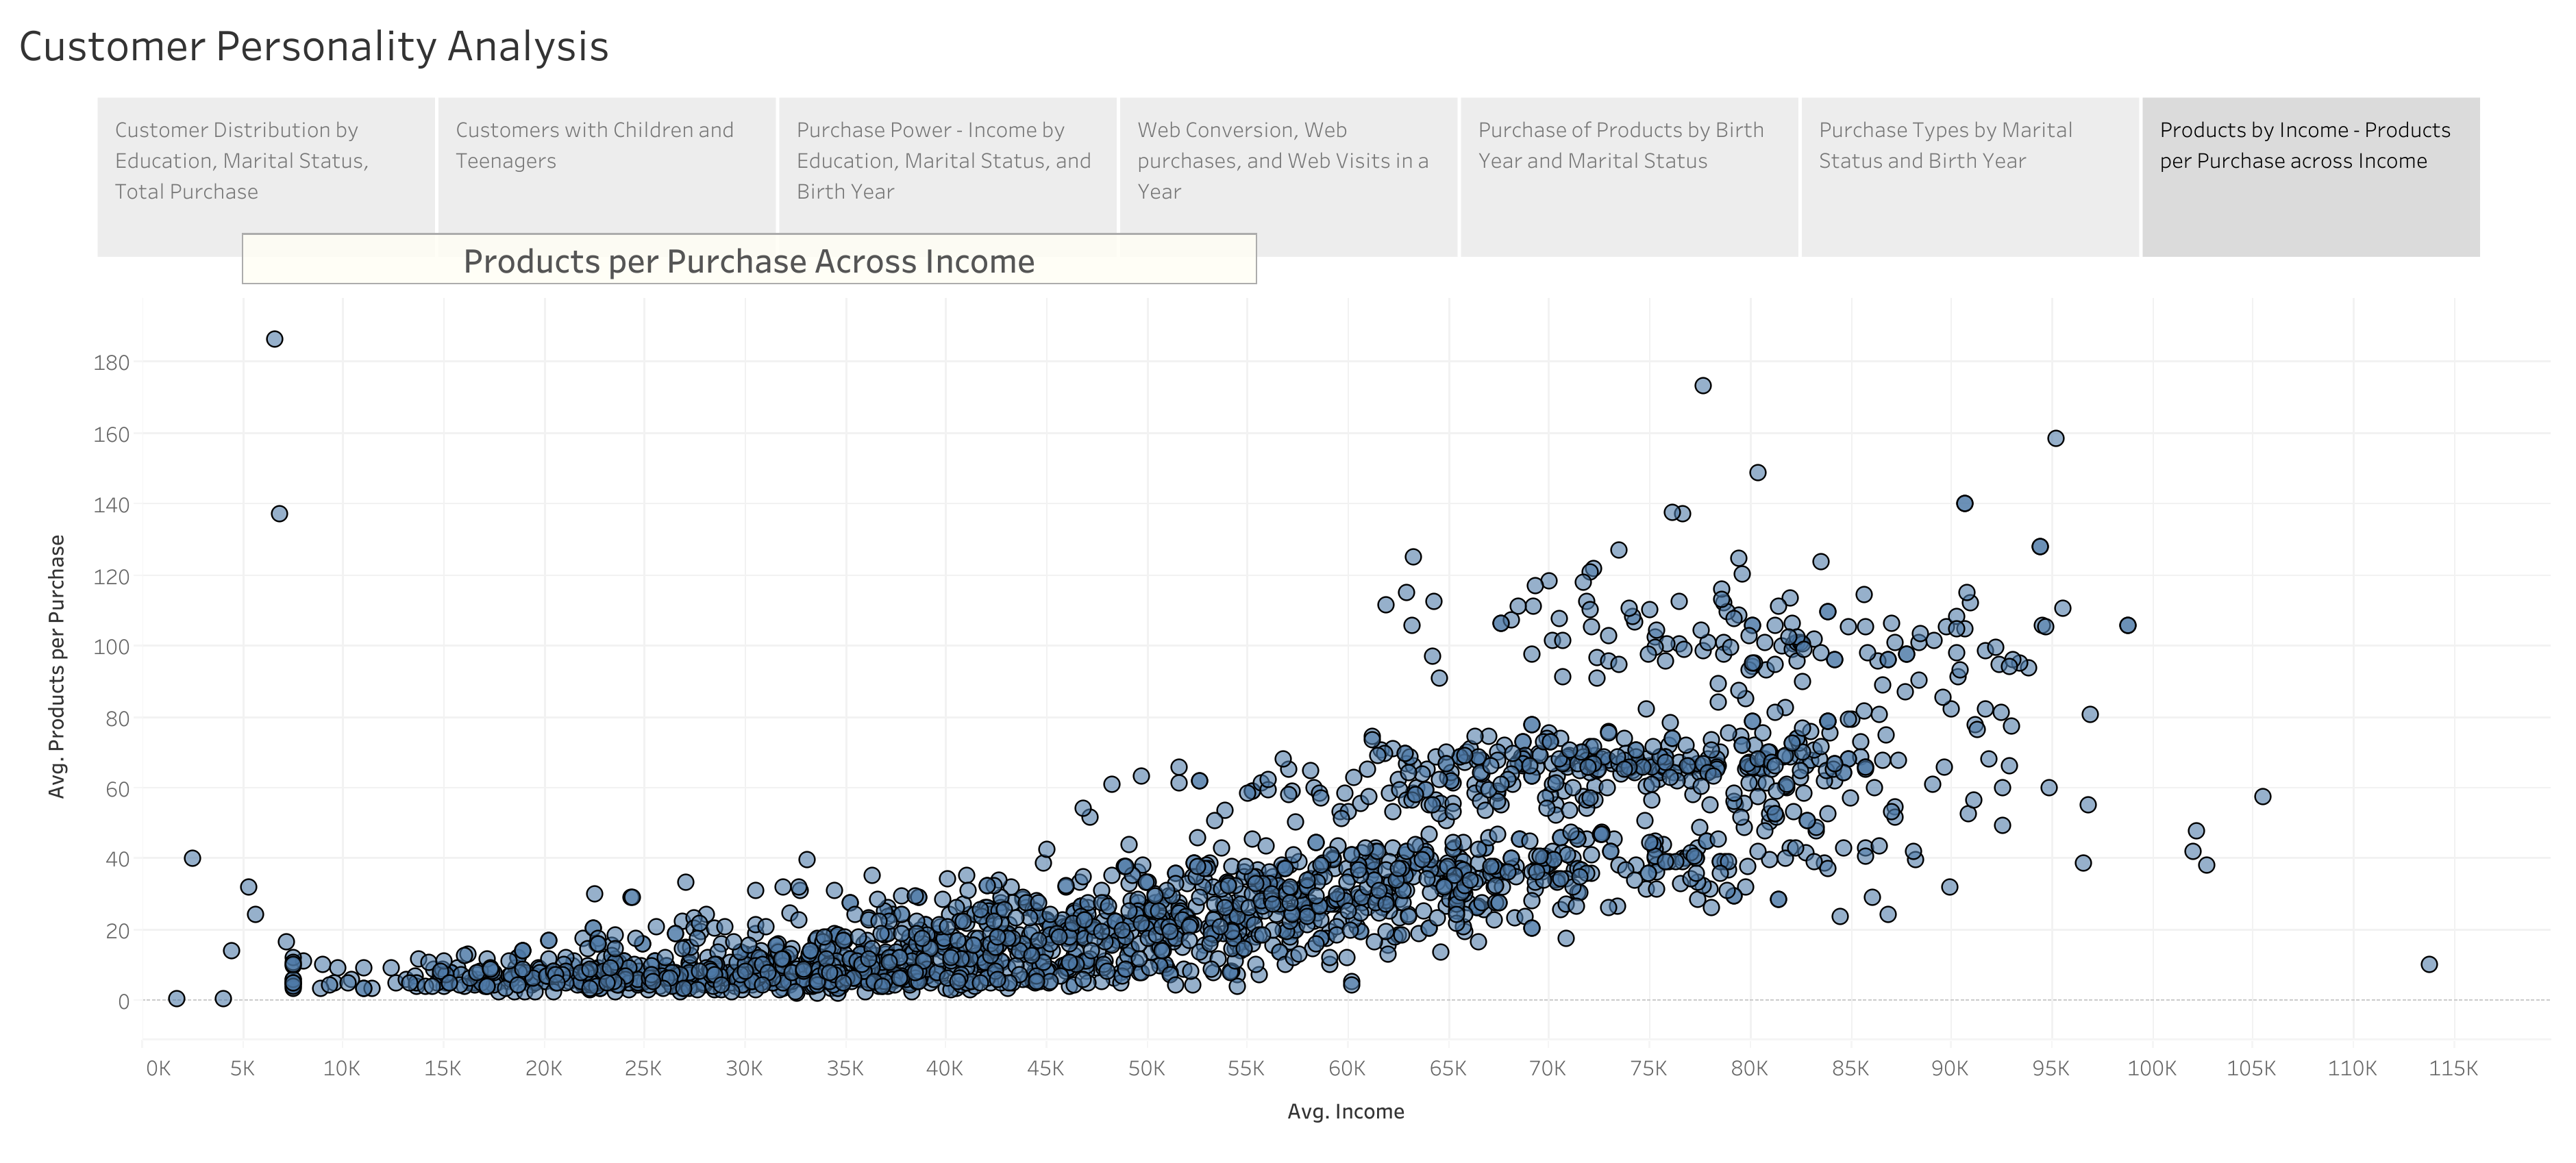 Customer Personality Analysis
Customer Distribution by
Education, Marital Status,
Total Purchase
Customers with Children and
Teenagers
Purchase Power - Income by
Education, Marital Status, and
Birth Year
Web Conversion, Web
purchases, and Web Visits in a
Year
Purchase of Products by Birth
Year and Marital Status
Purchase Types by Marital
Status and Birth Year
Products by Income - Products
per Purchase across Income
Products per Purchase Across Income
Avg. Products per Purchase
180
160
140
120
100
80
60
40
20
0
0K 5K 10K 15K 20K 25K 30K 35K 40K 45K 50K 55K 60K 65K 70K 75K 80K 85K 90K 95K 100K 105K 110K 115K
Avg. Income